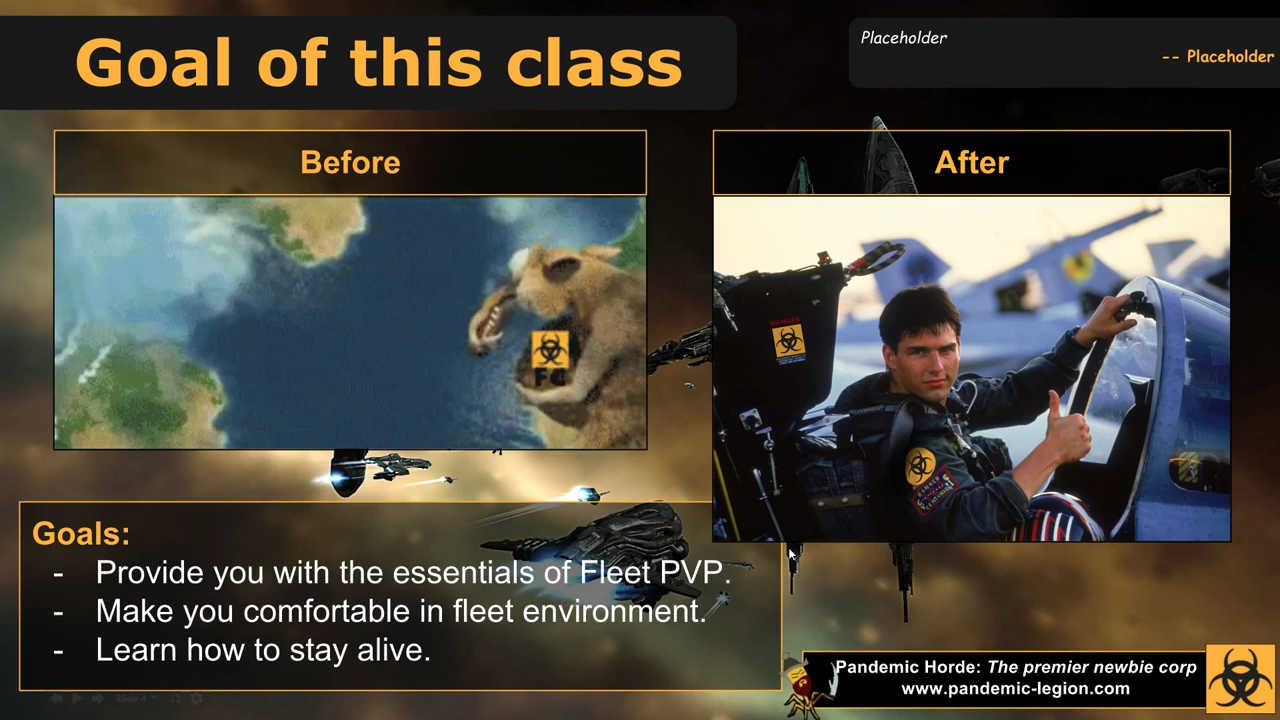 Goal of this class
Placeholder
-- Placeholder
Before
After
Goals:
- Provide you with the essentials of Fleet PVP.
- Make you comfortable in fleet environment.
- Learn how to stay alive.
Pandemic Horde: The premier newbie corp
www.pandemic-legion.com